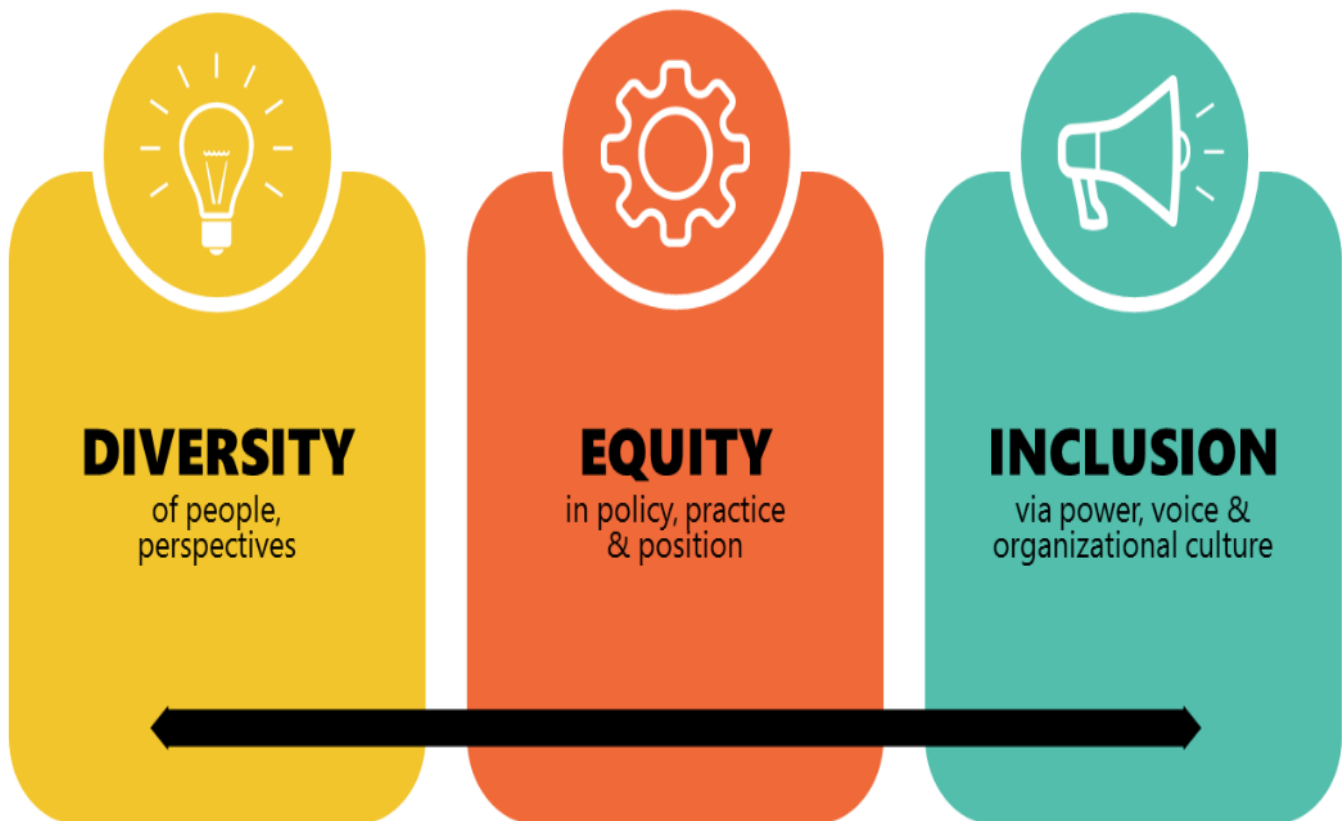 DIVERSITY
of people,
perspectives
EQUITY
in policy, practice
& position
INCLUSION
via power, voice &
organizational culture